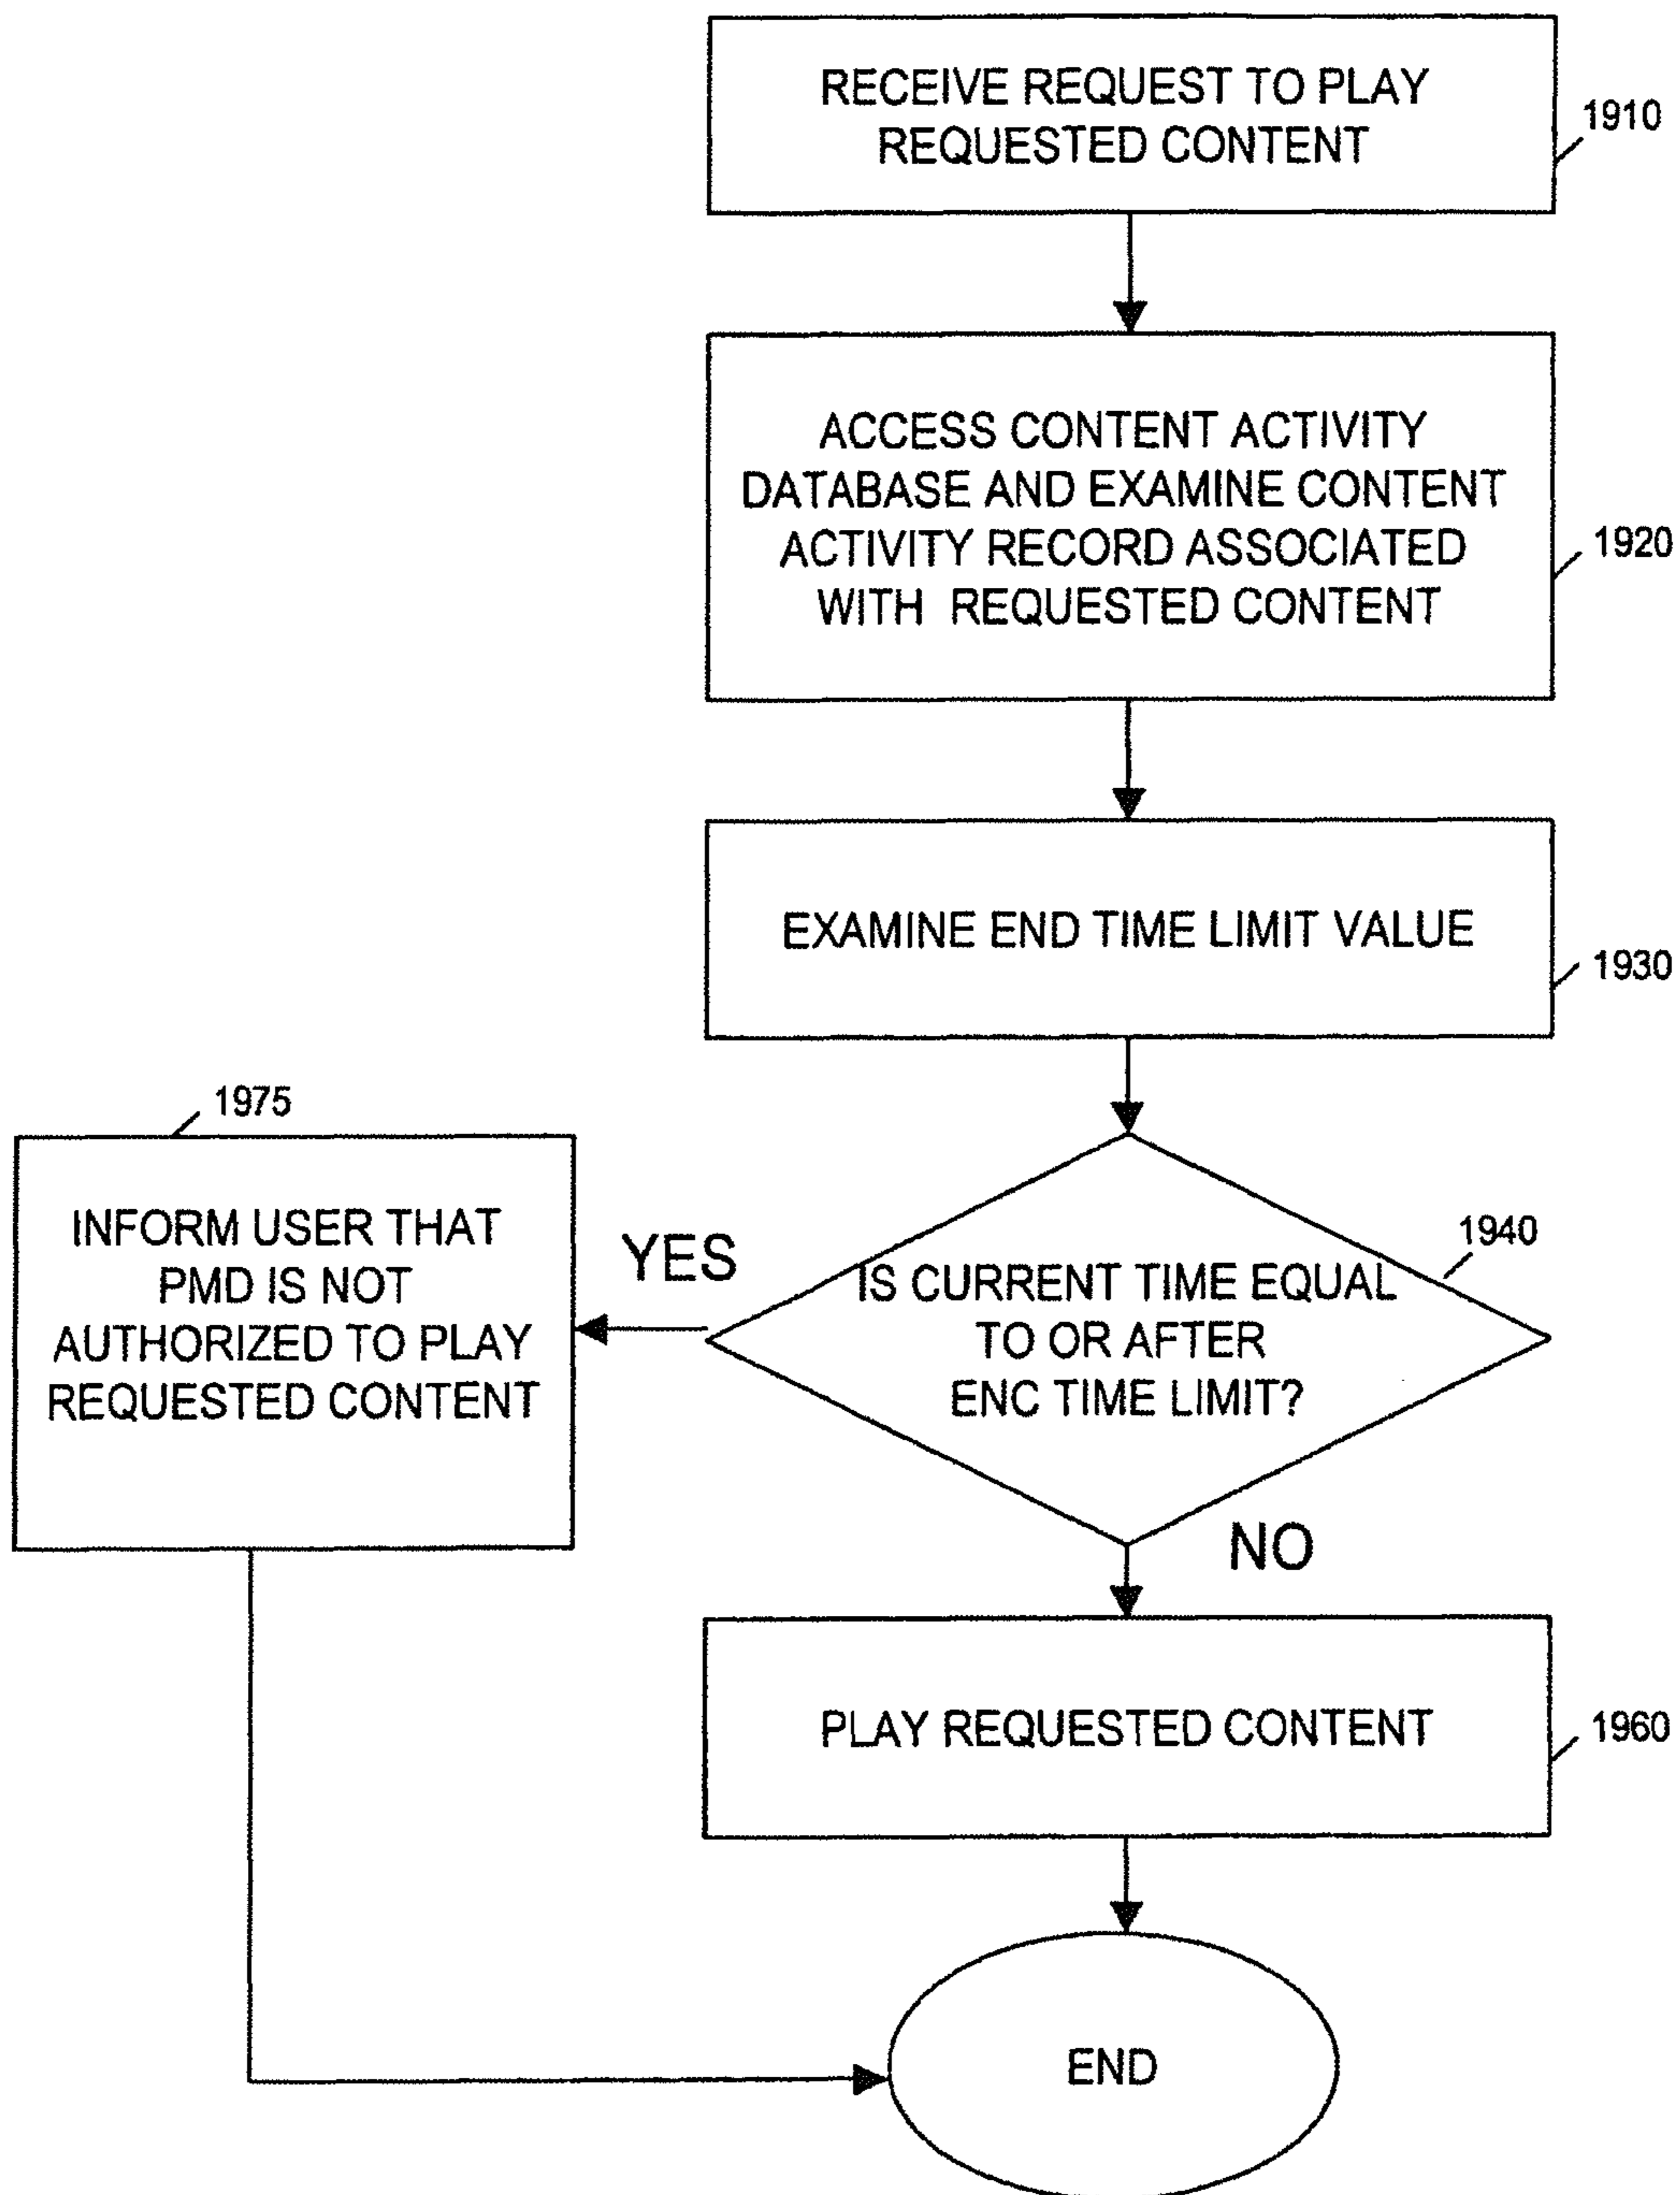 RECEIVE REQUEST TO PLAY
REQUESTED CONTENT
1910
ACCESS CONTENT ACTIVITY
DATABASE AND EXAMINE CONTENT
ACTIVITY RECORD ASSOCIATED
WITH REQUESTED CONTENT
1920
EXAMINE END TIME LIMIT VALUE
1930
1975
INFORM USER THAT
PMD IS NOT
AUTHORIZED TO PLAY
REQUESTED CONTENT
YES
1940
IS CURRENT TIME EQUAL
TO OR AFTER
ENC TIME LIMIT?
NO
PLAY REQUESTED CONTENT
1960
END